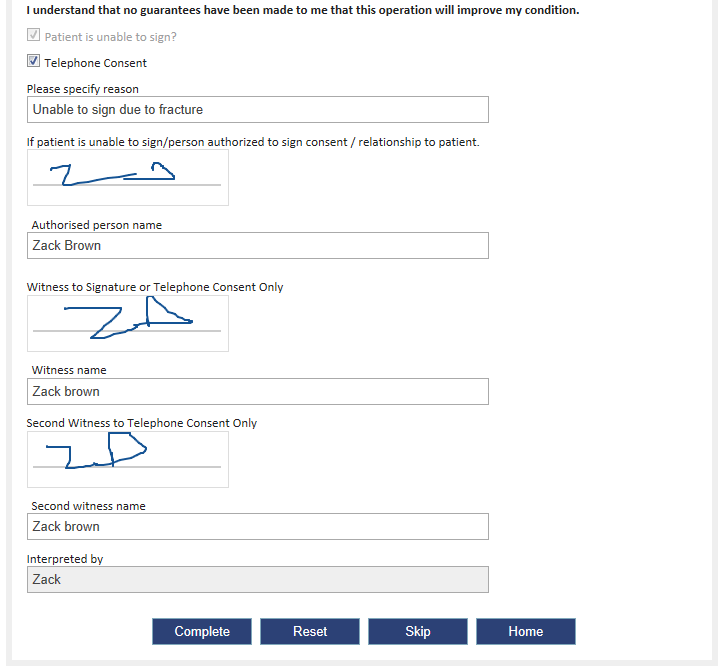 I understand that no guarantees have been made to me that this operation will improve my condition.
Patient is unable to sign?
Telephone Consent
Please specify reason
Unable to sign due to fracture
If patient is unable to sign/person authorized to sign consent / relationship to patient.
Authorised person name
Zack Brown
Witness to Signature or Telephone Consent Only
Witness name
Zack brown
Second Witness to Telephone Consent Only
Second witness name
Zack brown
Interpreted by
Zack
Complete Reset Skip Home